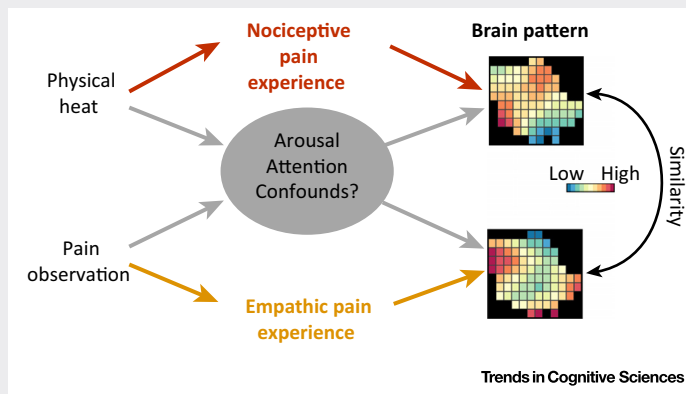 Nociceptive
pain
experience
Brain pattern
Physical
heat
Arousal
Attention
Confounds?
Low High
Similarity
Pain
observation
Empathic pain
experience
Trends in Cognitive Sciences